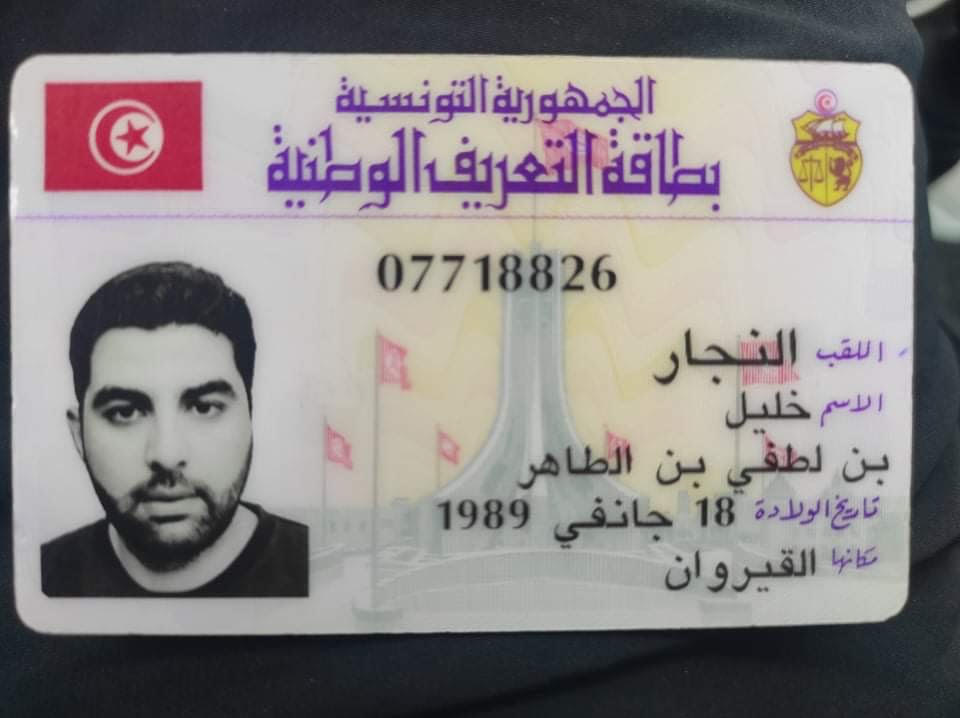 الجمهورية التونسية
بطاقة التعريف الوطنية
07718826
اللقب النجار
الاسم خليل
بن لطفي بن الطاهر
تاريخ الولادة 18 جانفي 1989
مكانها القيروان